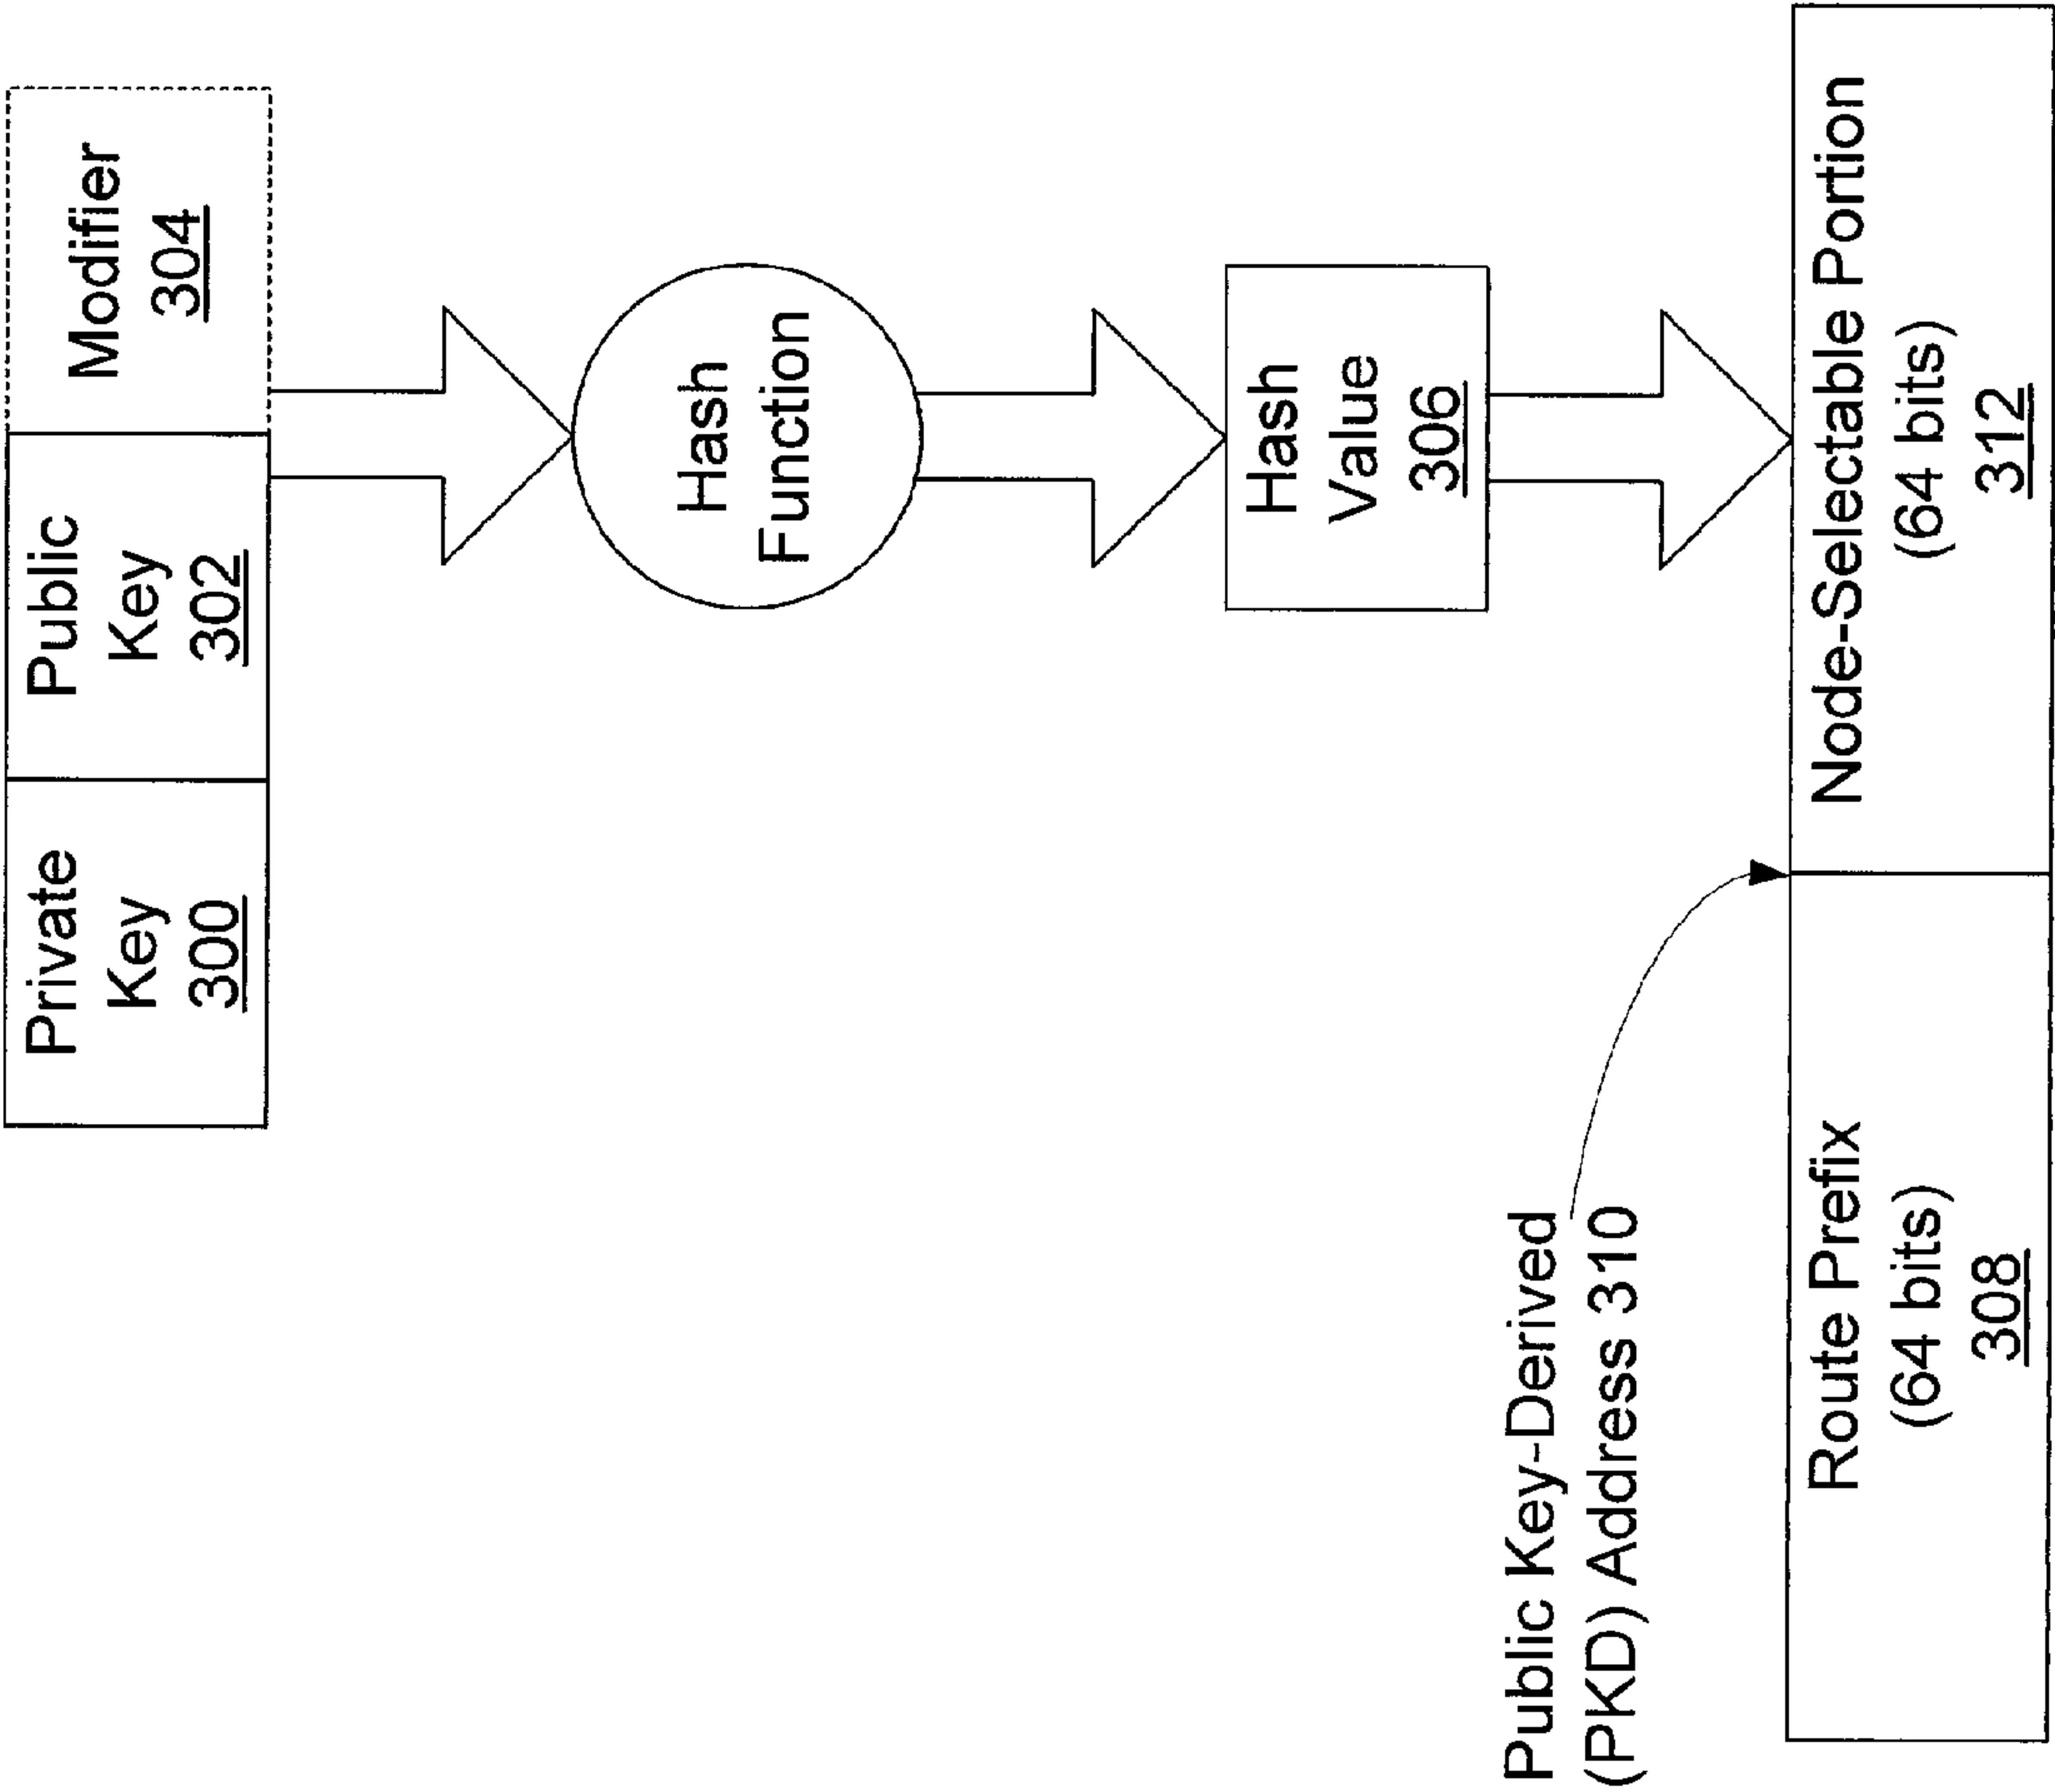 Private
Key
300
Public
Key
302
Modifier
304
Hash
Function
Hash
Value
306
Public Key-Derived
(PKD) Address 310
Route Prefix
(64 bits)
308
Node-Selectable Portion
(64 bits)
312